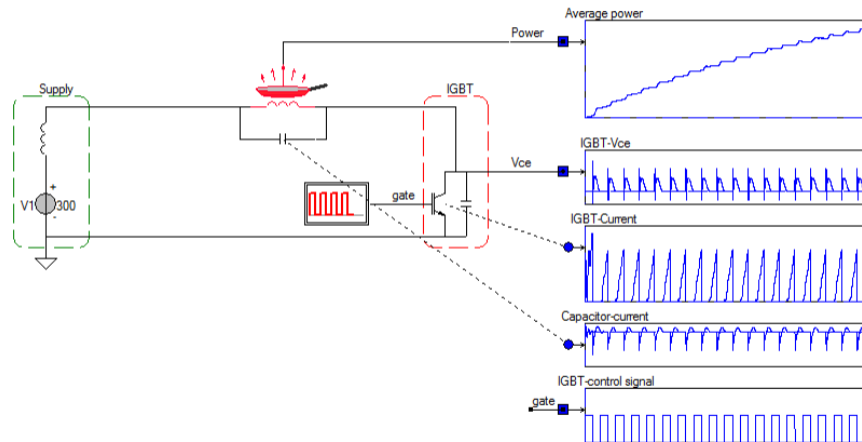 Average power
Power
Supply
IGBT
IGBT-Vce
Vce
V1
+
300
-
gate
IGBT-Current
Capacitor-current
IGBT-control signal
gate